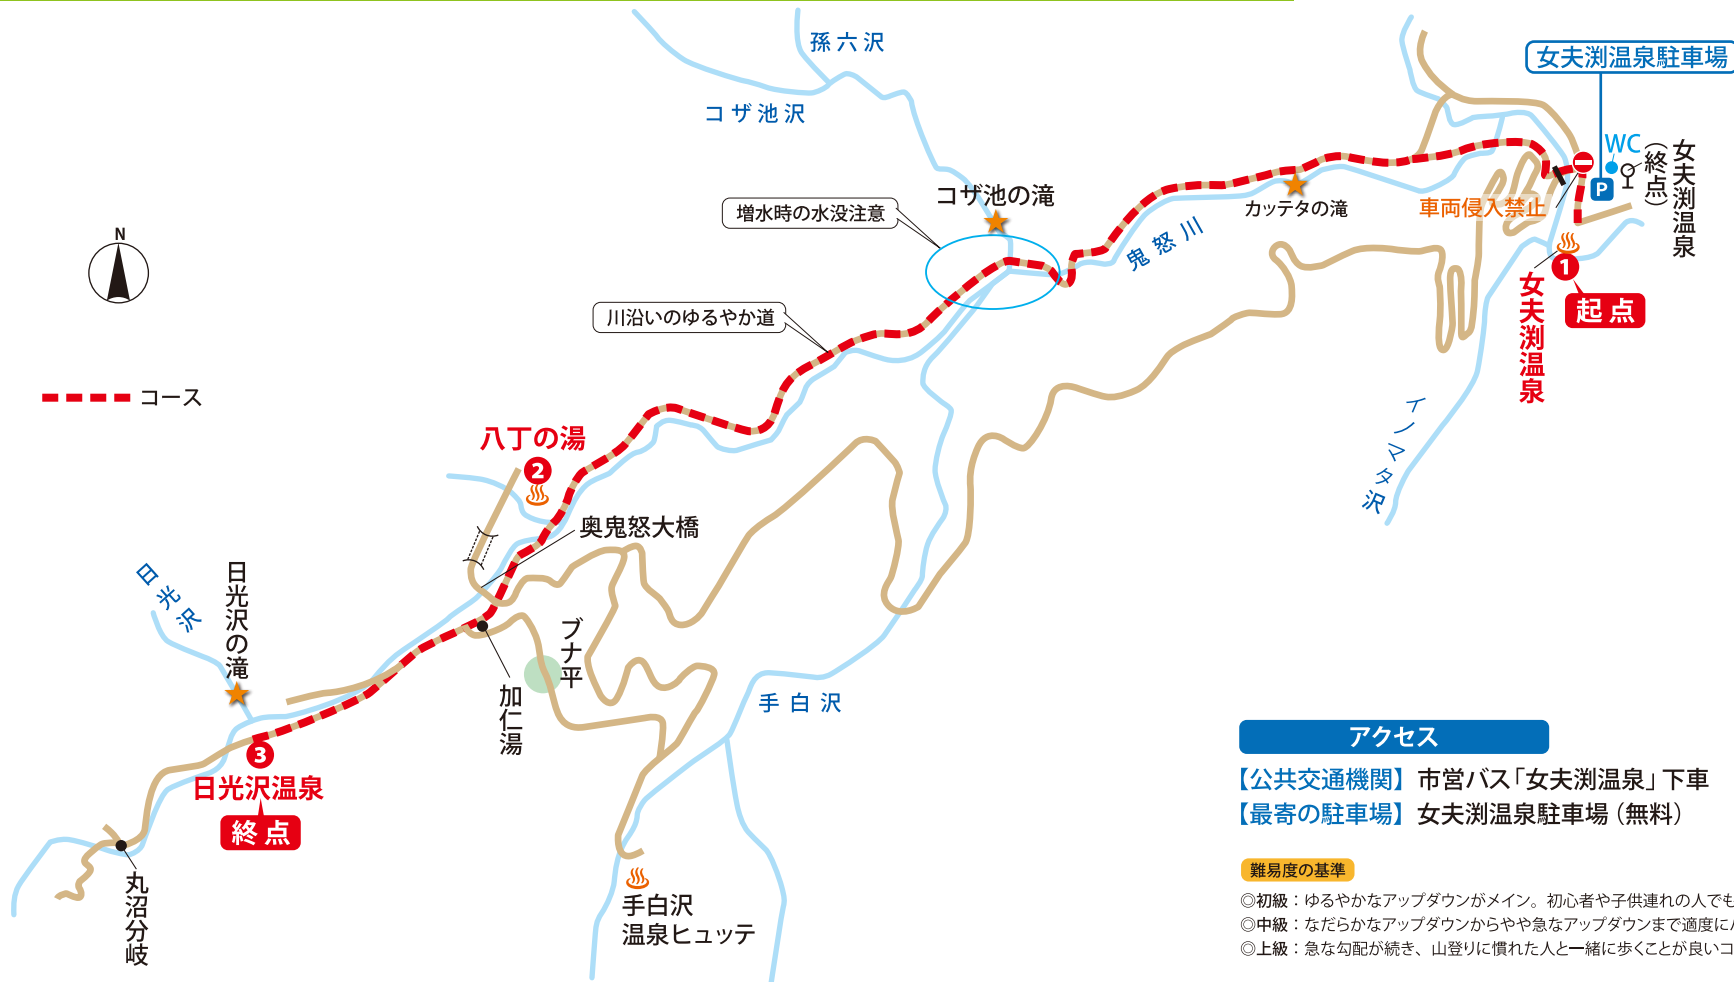 孫六沢
コザ池沢
女夫渕温泉駐車場
WC
P
女夫渕温泉
（終点）
車両侵入禁止
コザ池の滝
増水時の水没注意
カッテタの滝
鬼怒川
N
1
起点
女夫渕温泉
川沿いのゆるやか道
コース
イノマタ沢
八丁の湯
2
奥鬼怒大橋
日光沢
日光沢の滝
ブナ平
加仁湯
手白沢
3
日光沢温泉
終点
丸沼分岐
手白沢
温泉ヒュッテ
アクセス
【公共交通機関】市営バス「女夫渕温泉」下車
【最寄の駐車場】女夫渕温泉駐車場（無料）
難易度の基準
◎初級：ゆるやかなアップダウンがメイン。初心者や子供連れの人でも
◎中級：なだらかなアップダウンからやや急なアップダウンまで適度に
◎上級：急な勾配が続き、山登りに慣れた人と一緒に歩くことが良いコ